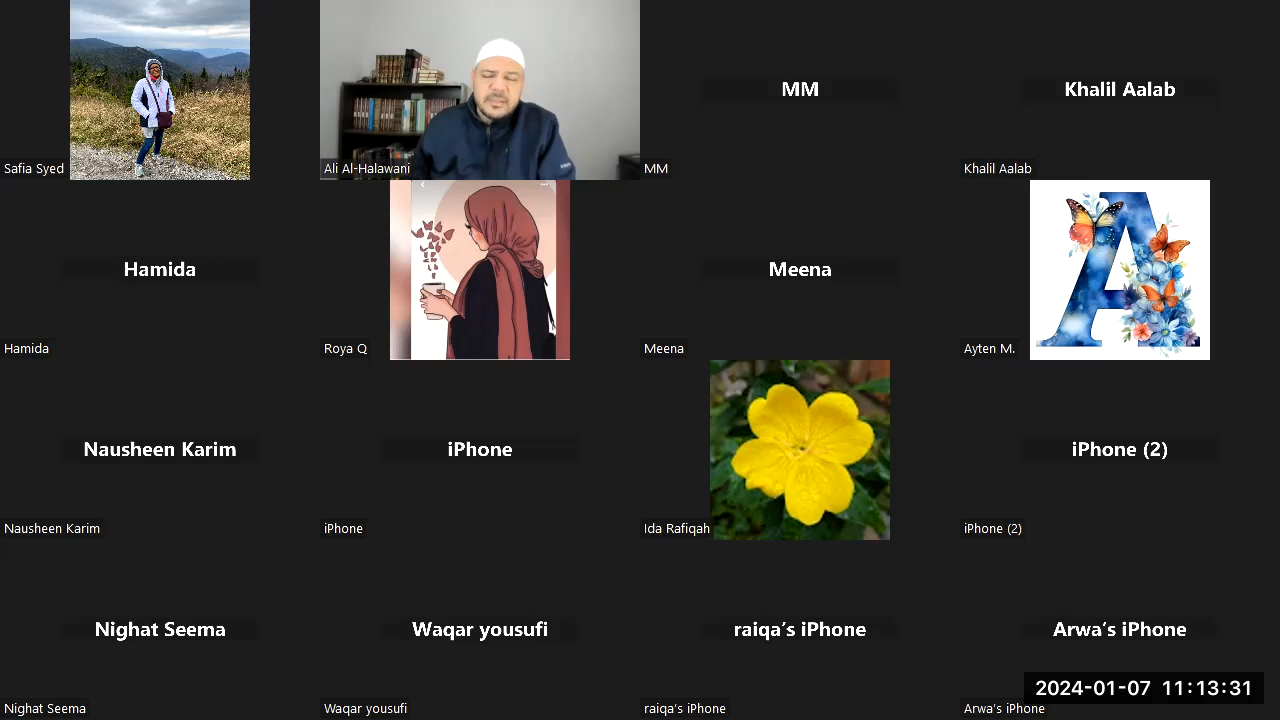 Safia Syed
Ali Al-Halawani
MM
MM
Khalil Aalab
Khalil Aalab
Hamida
Hamida
Roya Q
Meena
Meena
A
Ayten M.
Nausheen Karim
Nausheen Karim
iPhone
iPhone
Ida Rafiqah
iPhone (2)
iPhone (2)
Nighat Seema
Nighat Seema
Waqar yousufi
Waqar yousufi
raiqa’s iPhone
raiqa's iPhone
Arwa’s iPhone
2024-01-07 11:13:31
Arwa's iPhone